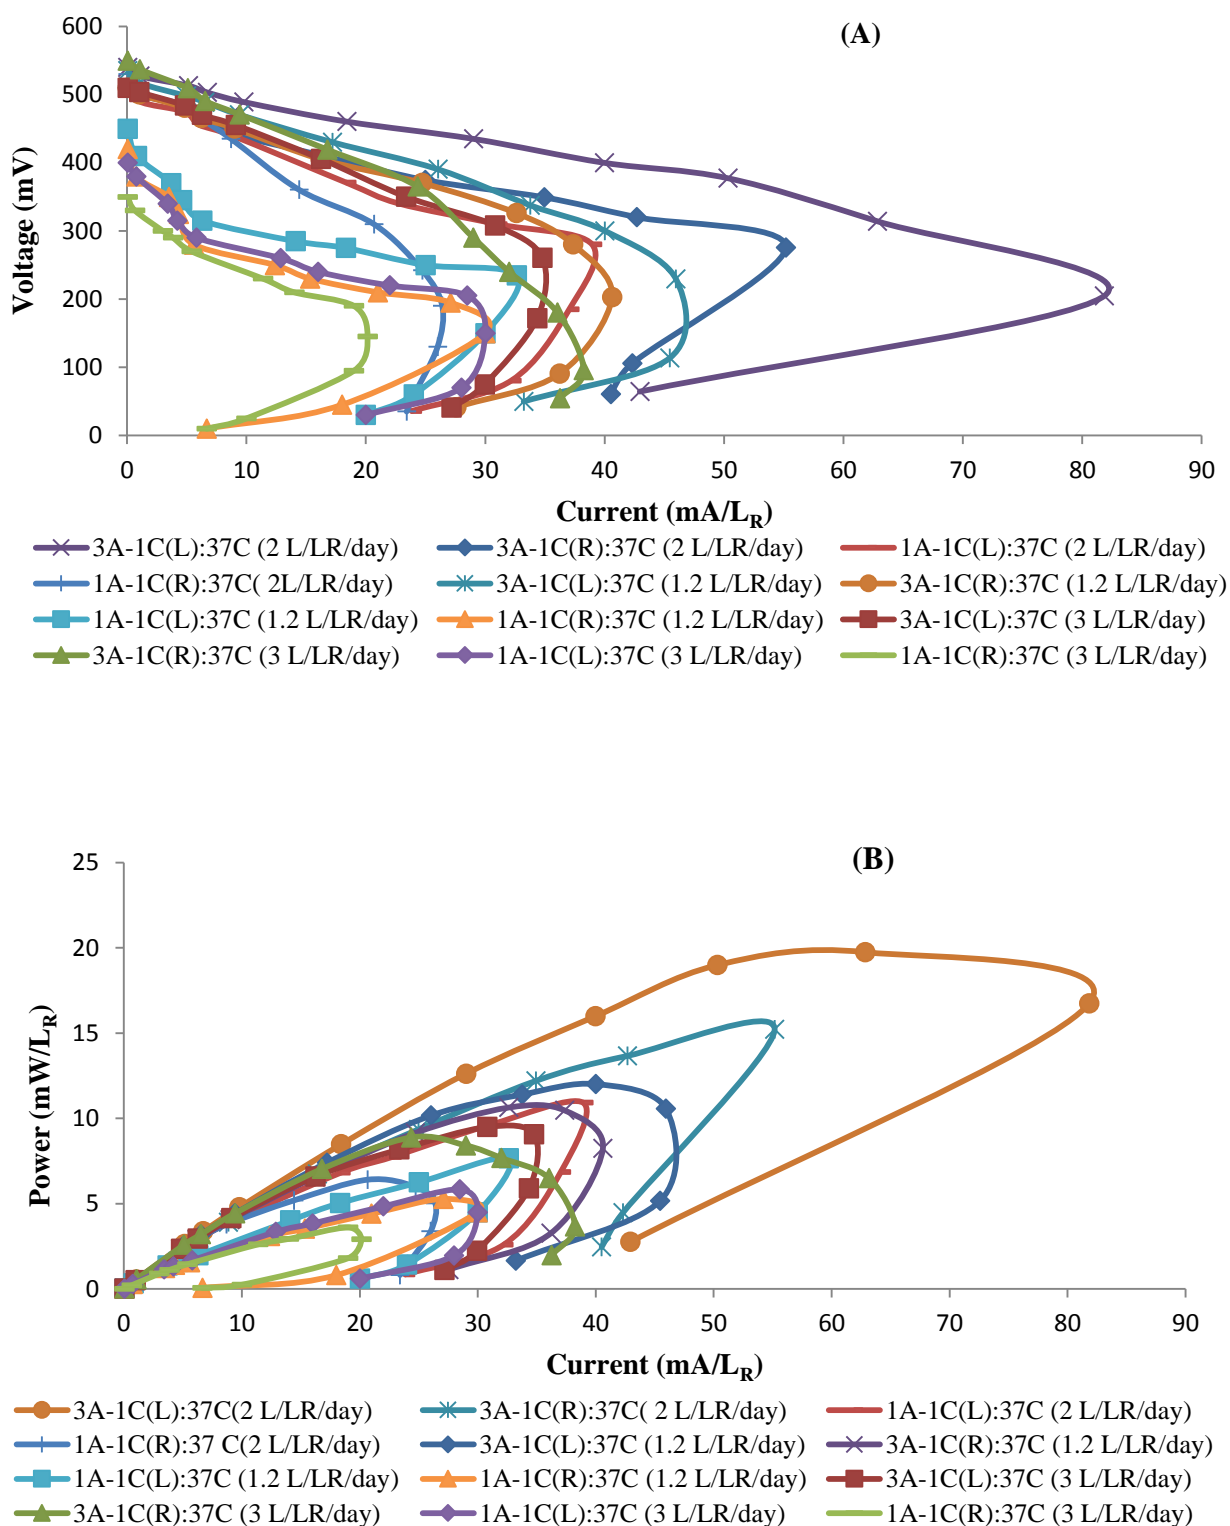 (A)
600
500
400
300
200
100
0
Voltage (mV)
0 10 20 30 40 50 60 70 80 90
Current (mA/LR)
3A-1C(L):37C (2 L/LR/day) 3A-1C(R):37C (2 L/LR/day) 1A-1C(L):37C (2 L/LR/day)
1A-1C(R):37C( 2L/LR/day) 3A-1C(L):37C (1.2 L/LR/day) 3A-1C(R):37C (1.2 L/LR/day)
1A-1C(L):37C (1.2 L/LR/day) 1A-1C(R):37C (1.2 L/LR/day) 3A-1C(L):37C (3 L/LR/day)
3A-1C(R):37C (3 L/LR/day) 1A-1C(L):37C (3 L/LR/day) 1A-1C(R):37C (3 L/LR/day)
(B)
25
20
15
10
5
0
Power (mW/LR)
0 10 20 30 40 50 60 70 80 90
Current (mA/LR)
3A-1C(L):37C(2 L/LR/day) 3A-1C(R):37C( 2 L/LR/day) 1A-1C(L):37C (2 L/LR/day)
1A-1C(R):37 C(2 L/LR/day) 3A-1C(L):37C (1.2 L/LR/day) 3A-1C(R):37C (1.2 L/LR/day)
1A-1C(L):37C (1.2 L/LR/day) 1A-1C(R):37C (1.2 L/LR/day) 3A-1C(L):37C (3 L/LR/day)
3A-1C(R):37C (3 L/LR/day) 1A-1C(L):37C (3 L/LR/day) 1A-1C(R):37C (3 L/LR/day)